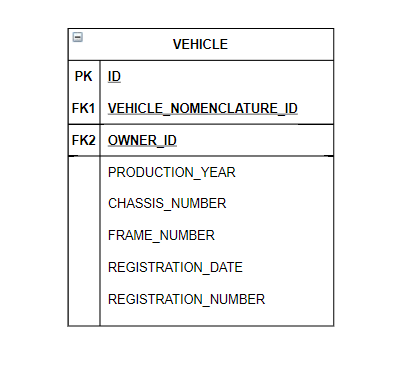 VEHICLE
PK ID
FK1 VEHICLE_NOMENCLATURE_ID
FK2 OWNER_ID
PRODUCTION_YEAR
CHASSIS_NUMBER
FRAME_NUMBER
REGISTRATION_DATE
REGISTRATION_NUMBER